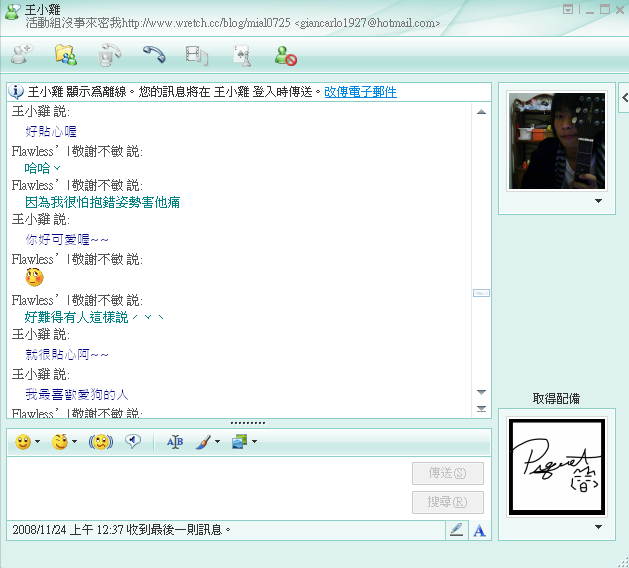 王小雞
活動組沒事來密我http://www.wretch.cc/blog/mial0725 <giancarlo1927@hotmail.com>
王小雞 顯示為離線。您的訊息將在 王小雞 登入時傳送。改傳電子郵件
王小雞 說:
好貼心喔
Flawless’ |敬謝不敏 說:
哈哈ˇ
Flawless’ |敬謝不敏 說:
因為我很怕抱錯姿勢害他痛
王小雞 說:
你好可愛喔~~
Flawless’ |敬謝不敏 說:
Flawless’ |敬謝不敏 說:
好難得有人這樣說ˊˇˋ
王小雞 說:
就很貼心阿~~
王小雞 說:
我最喜歡愛狗的人
Flawless’ |敬謝不敏 說:
取得配備
傳送(S)
搜尋(R)
2008/11/24 上午 12:37 收到最後一則訊息。